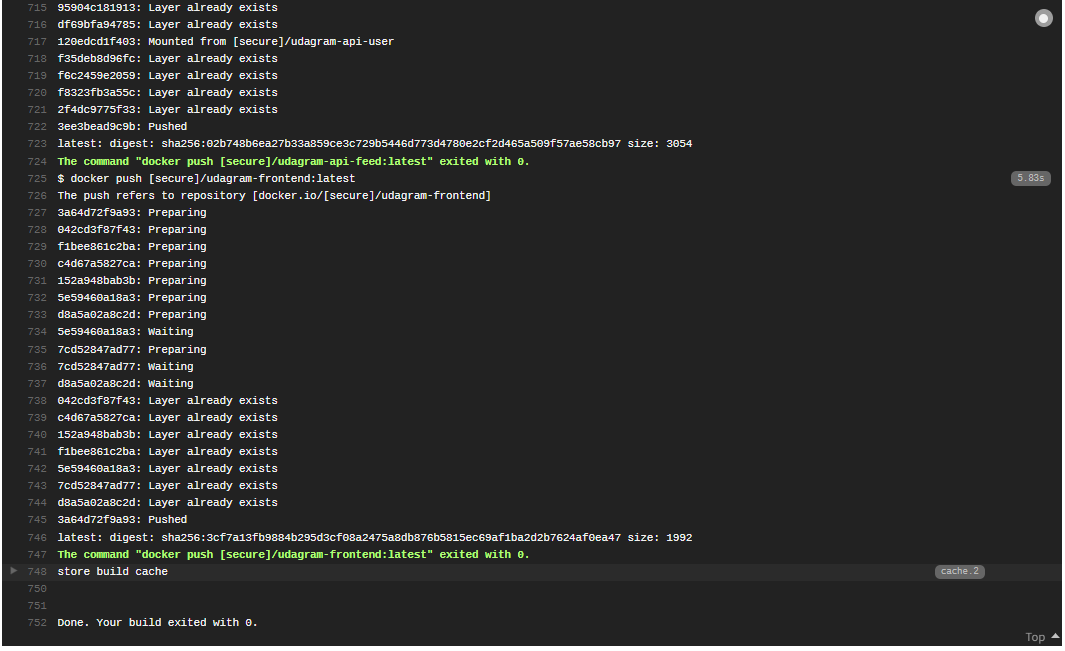 715 95904c181913: Layer already exists
716 df69bfa94785: Layer already exists
717 120edcd1f403: Mounted from [secure]/udagram-api-user
718 f35deb8d96fc: Layer already exists
719 f6c2459e2059: Layer already exists
720 f8323fb3a55c: Layer already exists
721 2f4dc9775f33: Layer already exists
722 3ee3bead9c9b: Pushed
723 latest: digest: sha256:02b748b6ea27b33a859ce3c729b5446d773d4780e2cf2d465a509f57ae58cb97 size: 3054
724 The command "docker push [secure]/udagram-api-feed:latest" exited with 0.
725 $ docker push [secure]/udagram-frontend:latest 5.83s
726 The push refers to repository [docker.io/[secure]/udagram-frontend]
727 3a64d72f9a93: Preparing
728 042cd3f87f43: Preparing
729 f1bee861c2ba: Preparing
730 c4d67a5827ca: Preparing
731 152a948bab3b: Preparing
732 5e59460a18a3: Preparing
733 d8a5a02a8c2d: Preparing
734 5e59460a18a3: Waiting
735 7cd52847ad77: Preparing
736 7cd52847ad77: Waiting
737 d8a5a02a8c2d: Waiting
738 042cd3f87f43: Layer already exists
739 c4d67a5827ca: Layer already exists
740 152a948bab3b: Layer already exists
741 f1bee861c2ba: Layer already exists
742 5e59460a18a3: Layer already exists
743 7cd52847ad77: Layer already exists
744 d8a5a02a8c2d: Layer already exists
745 3a64d72f9a93: Pushed
746 latest: digest: sha256:3cf7a13fb9884b295d3cf08a2475a8db876b5815ec69af1ba2d2b7624af0ea47 size: 1992
747 The command "docker push [secure]/udagram-frontend:latest" exited with 0.
748 store build cache cache.2
750
751
752 Done. Your build exited with 0.
Top